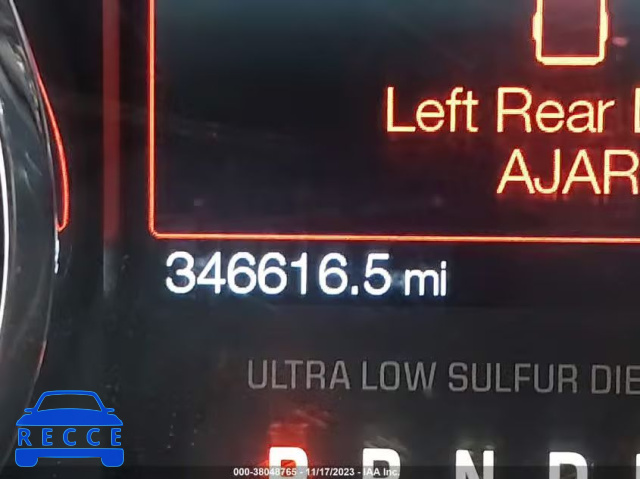 Left Rear
AJAR
346616.5 mi
ULTRA LOW SULFUR DIE
R N D
RECCE
000-38048765 - 11/17/2023 - IAA Inc.